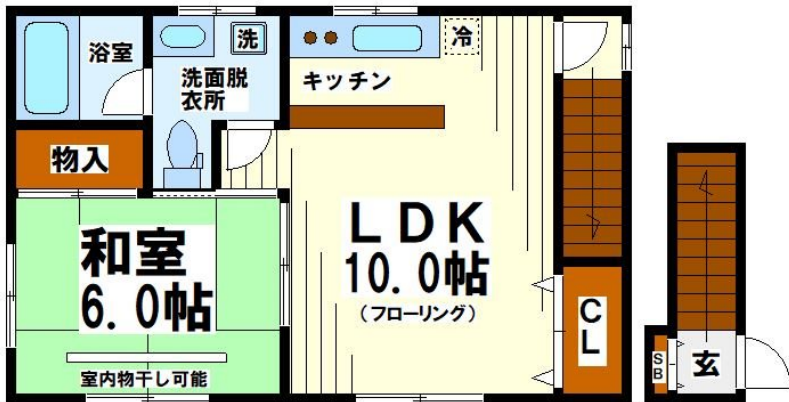 浴室
洗
冷
洗面脱
衣所
キッチン
物入
和室
6.0帖
LDK
10.0帖
(フローリング)
CL
室内物干し可能
SB
玄